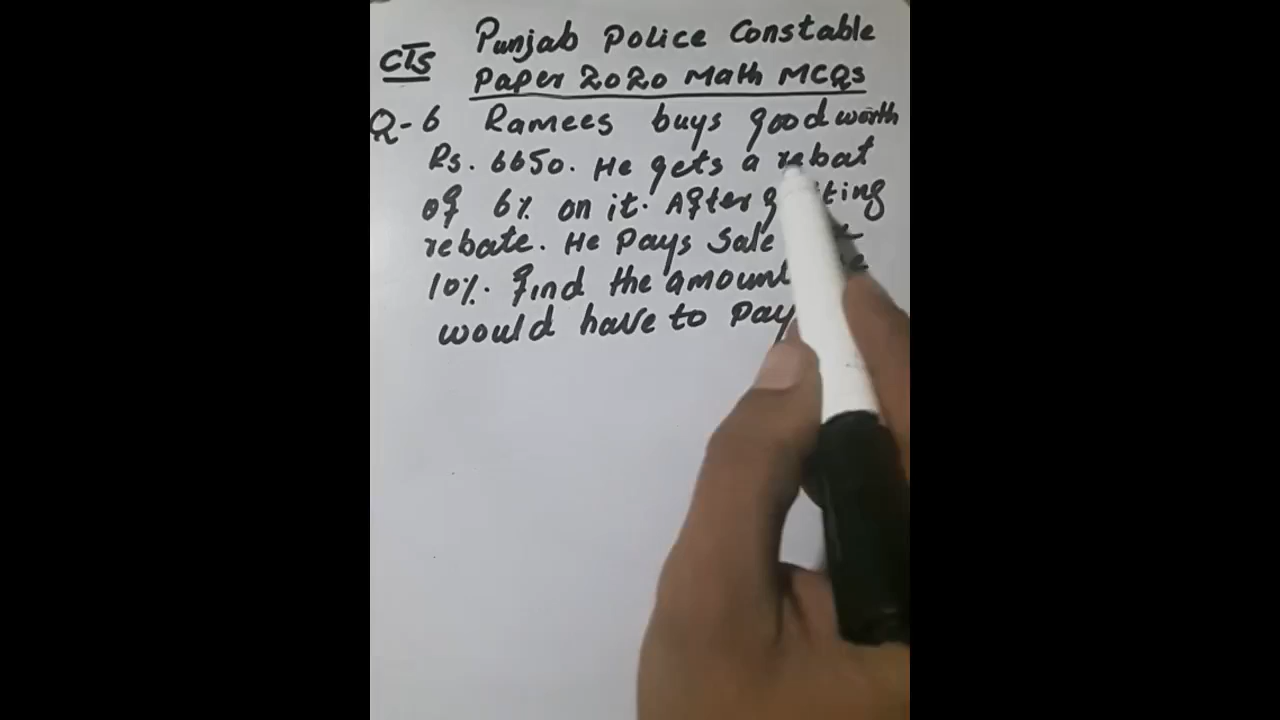 CTS Punjab Police Constable
Paper 2020 Math MCQs
Q-6 Ramees buys good worth
Rs. 6650. He gets a rebat
of 6% on it. After getting
rebate. He Pays Sale
10%. Find the amount
would have to Pay